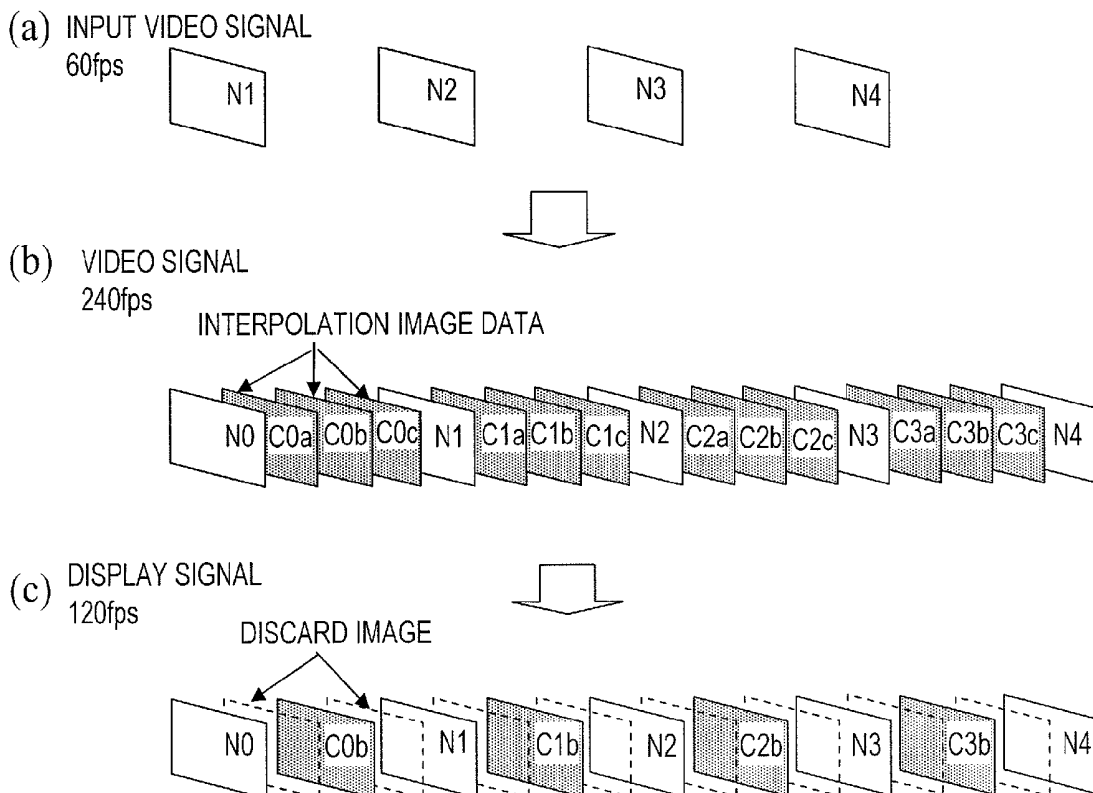 (a) INPUT VIDEO SIGNAL
60fps
N1 N2 N3 N4
(b) VIDEO SIGNAL
240fps
INTERPOLATION IMAGE DATA
N0 C0a C0b C0c N1 C1a C1b C1c N2 C2a C2b C2c N3 C3a C3b C3c N4
(c) DISPLAY SIGNAL
120fps
DISCARD IMAGE
N0 C0b N1 C1b N2 C2b N3 C3b N4